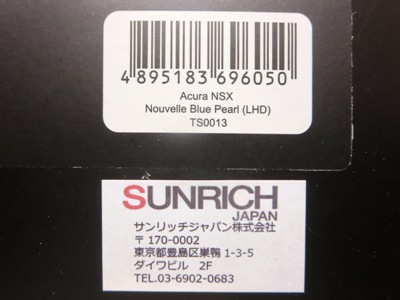 4 895183 696050
Acura NSX
Nouvelle Blue Pearl (LHD)
TS0013
SUNRICH
JAPAN
サンリッチジャパン株式会社
〒 170-0002
東京都豊島区巣鴨 1-3-5
ダイワビル 2F
TEL.03-6902-0683